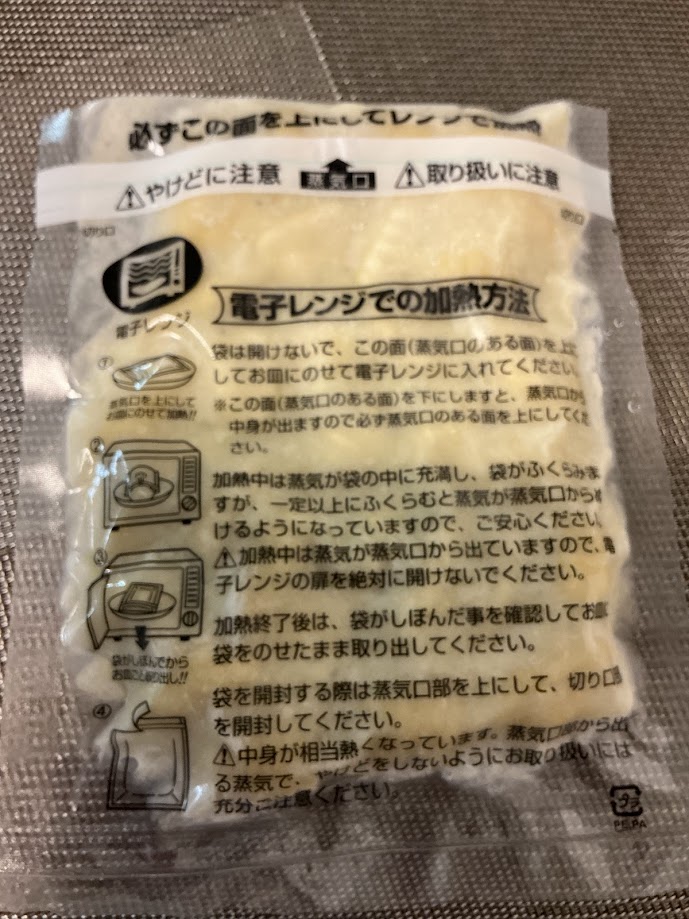 必ずこの面を上にしてレンジで加熱
⚠やけどに注意 蒸気口 ⚠取り扱いに注意
切り口 切り口
電子レンジ
電子レンジでの加熱方法
①
蒸気口を上にして
お皿にのせて加熱!!
袋は開けないで、この面(蒸気口のある面)を上に
してお皿にのせて電子レンジに入れてください。
※この面(蒸気口のある面)を下にしますと、蒸気口から
中身が出ますので必ず蒸気口のある面を上にしてくだ
さい。
②
加熱中は蒸気が袋の中に充満し、袋がふくらみま
すが、一定以上にふくらむと蒸気が蒸気口から
けるようになっていますので、ご安心ください
⚠加熱中は蒸気が蒸気口から出ていますので、電
子レンジの扉を絶対に開けないでください。
③
袋がしぼんでから
お皿ごと取り出し!!
加熱終了後は、袋がしぼんだ事を確認してお皿に
袋をのせたまま取り出してください。
④
袋を開封する際は蒸気口部を上にして、切り口部
を開封してください。
⚠中身が相当熱くなっています。蒸気口部から出
る蒸気で、やけどをしないようにお取り扱いには
充分ご注意ください。
プラ
PE,PA